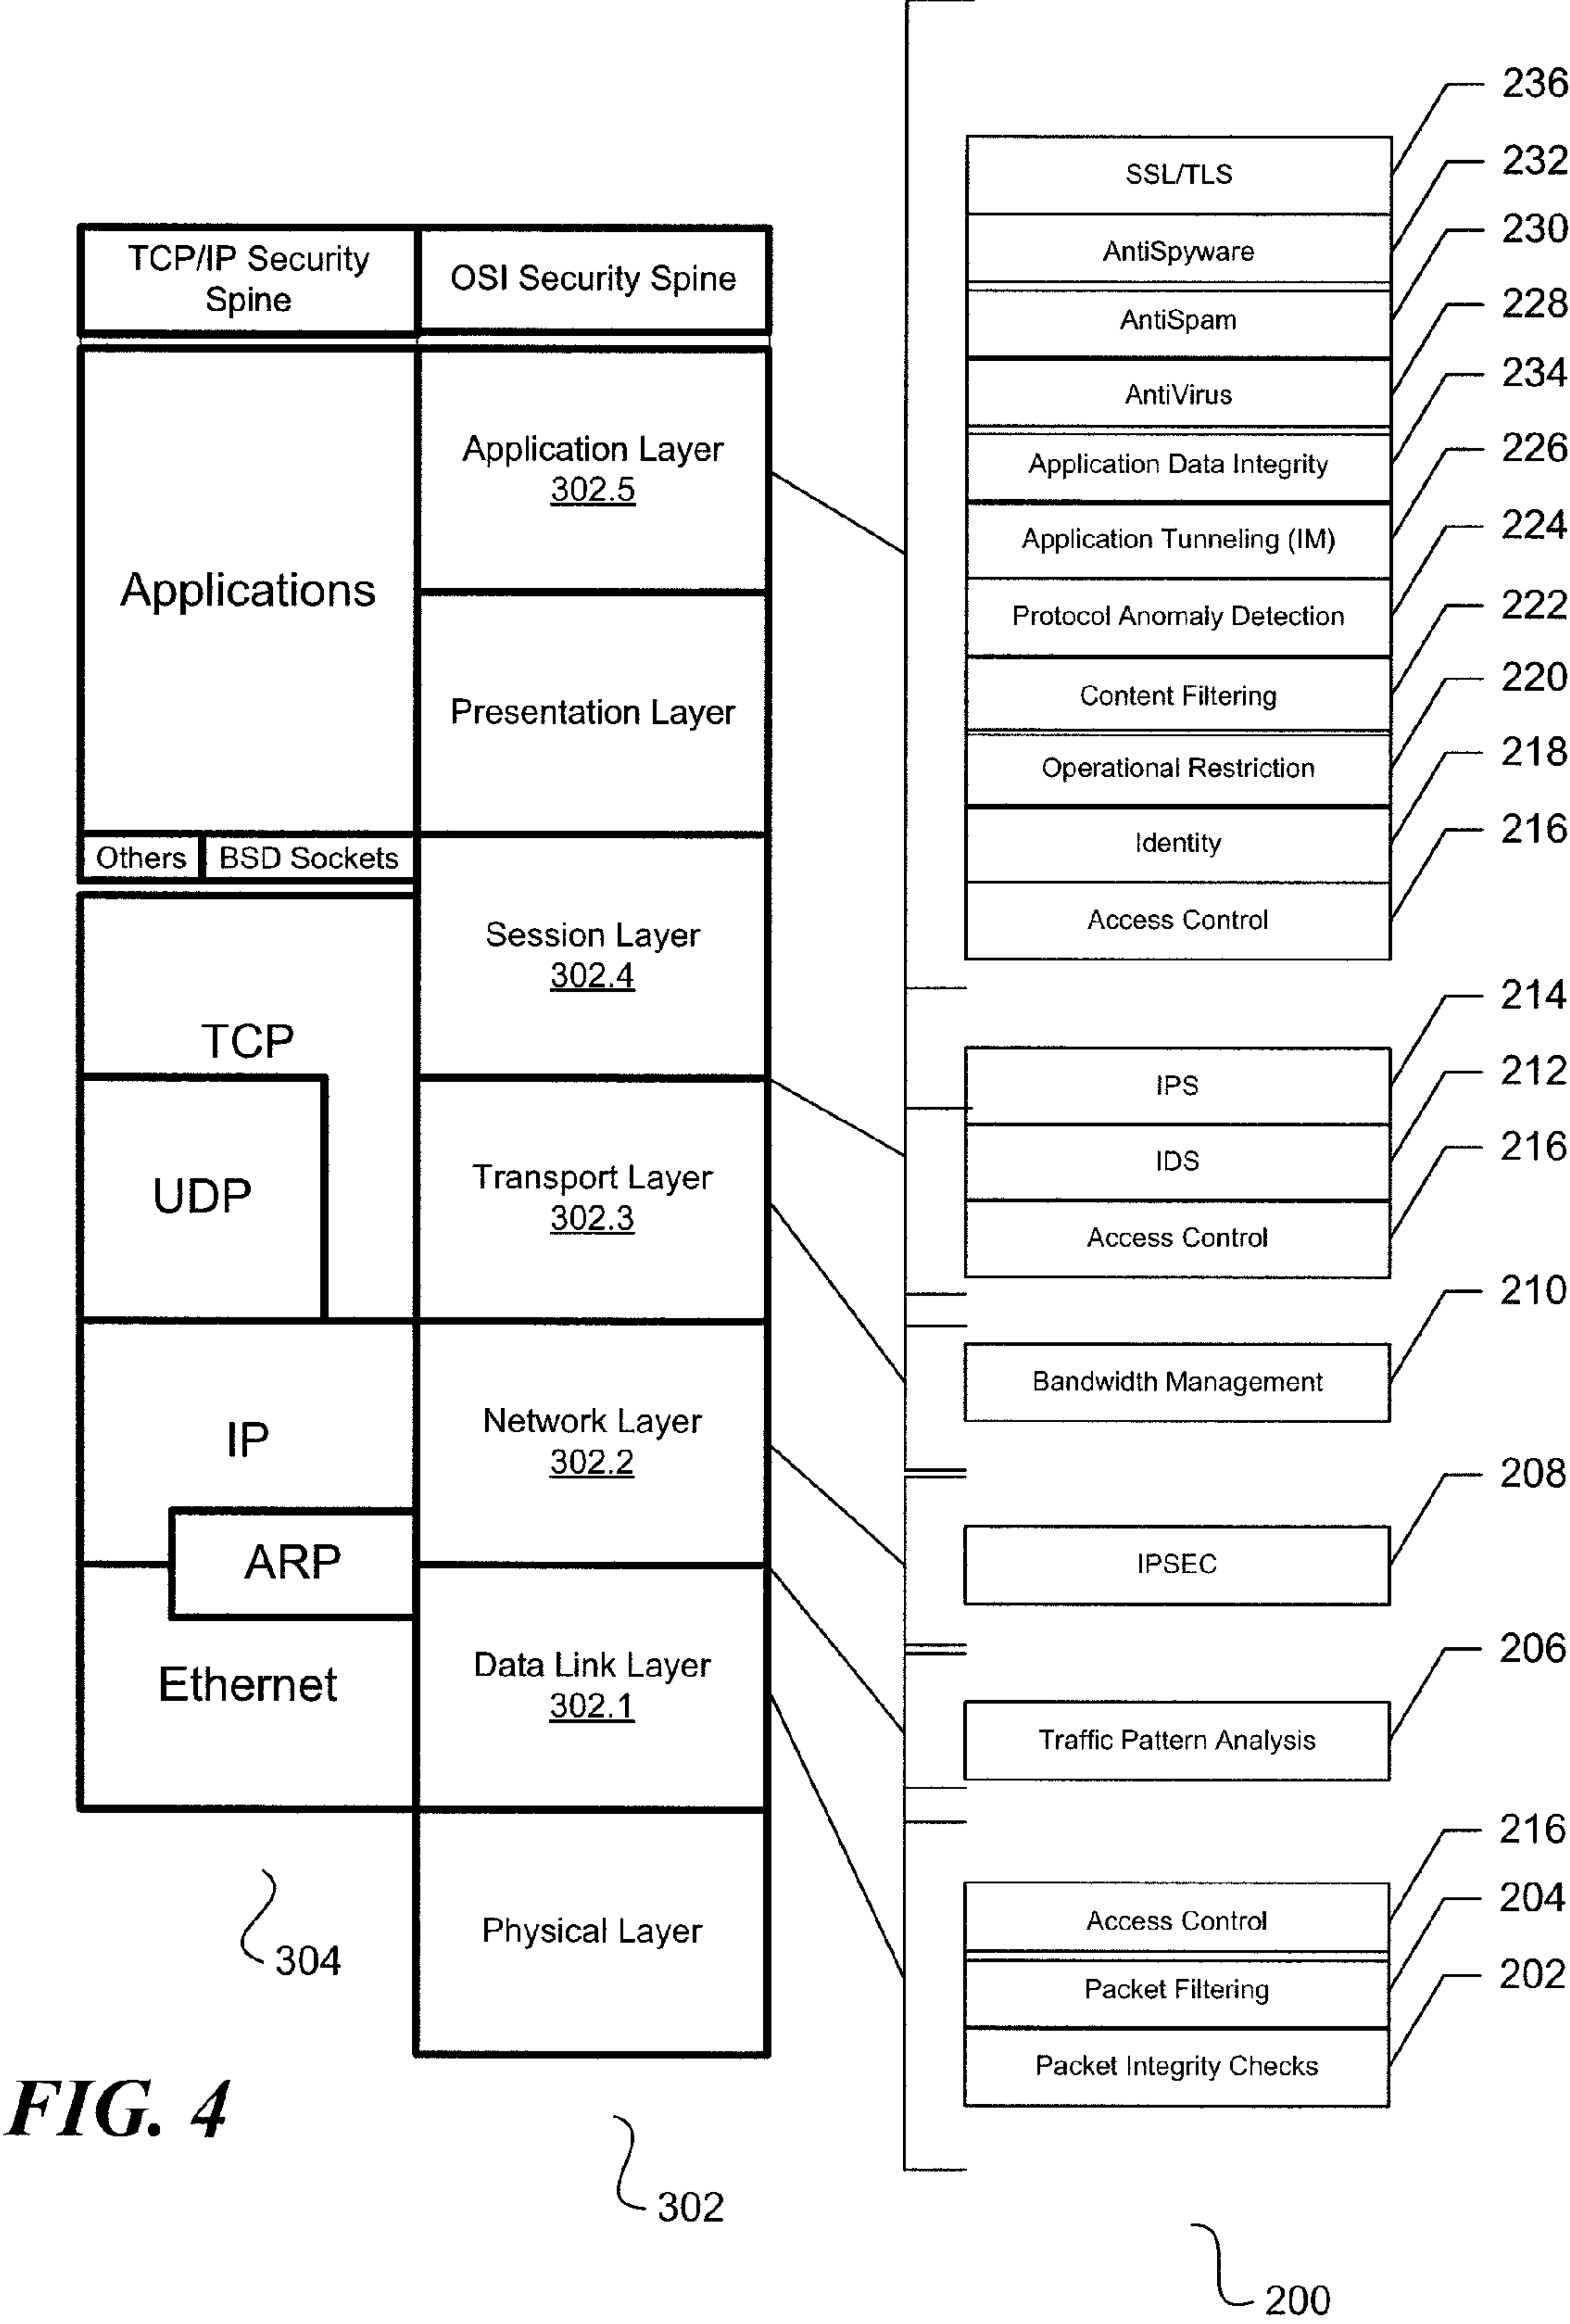 236
SSL/TLS
232
AntiSpyware
230
AntiSpam
228
AntiVirus
234
Application Data Integrity
226
Application Tunneling (IM)
224
Protocol Anomaly Detection
222
Content Filtering
220
Operational Restriction
218
Identity
216
Access Control
214
IPS
212
IDS
216
Access Control
210
Bandwidth Management
208
IPSEC
206
Traffic Pattern Analysis
216
Access Control
204
Packet Filtering
202
Packet Integrity Checks
200
TCP/IP Security
Spine
OSI Security Spine
Applications
Others
BSD Sockets
TCP
UDP
IP
ARP
Ethernet
304
Application Layer
302.5
Presentation Layer
Session Layer
302.4
Transport Layer
302.3
Network Layer
302.2
Data Link Layer
302.1
Physical Layer
302
FIG. 4